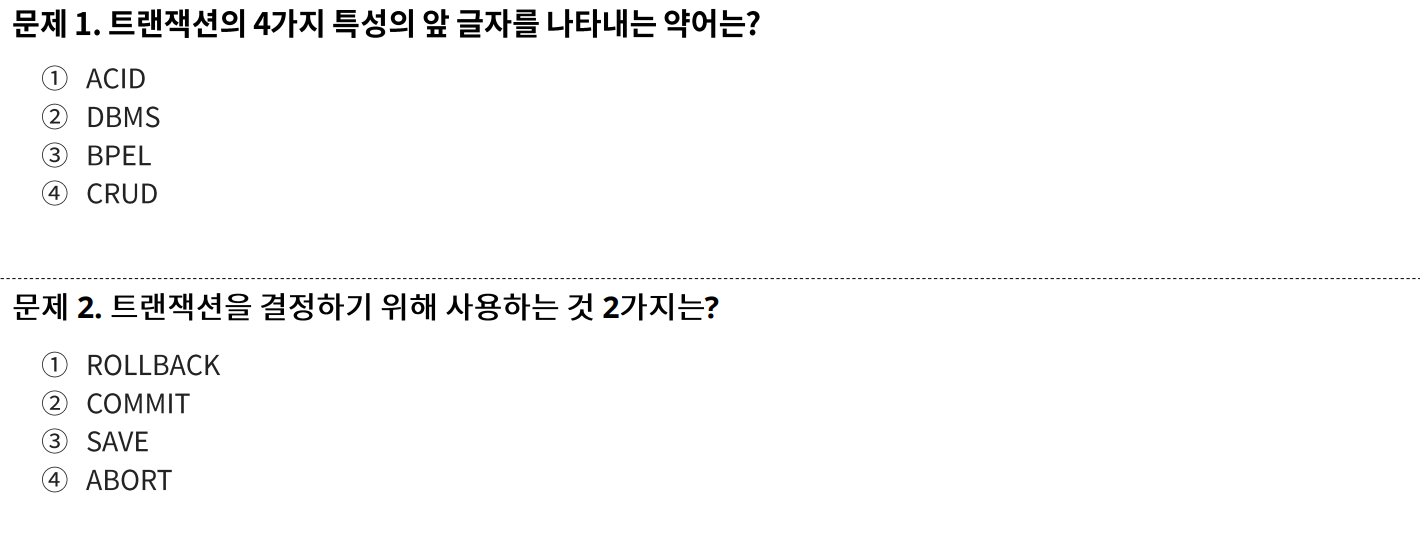 문제 1. 트랜잭션의 4가지 특성의 앞 글자를 나타내는 약어는?
① ACID
② DBMS
③ BPEL
④ CRUD
문제 2. 트랜잭션을 결정하기 위해 사용하는 것 2가지는?
① ROLLBACK
② COMMIT
③ SAVE
④ ABORT